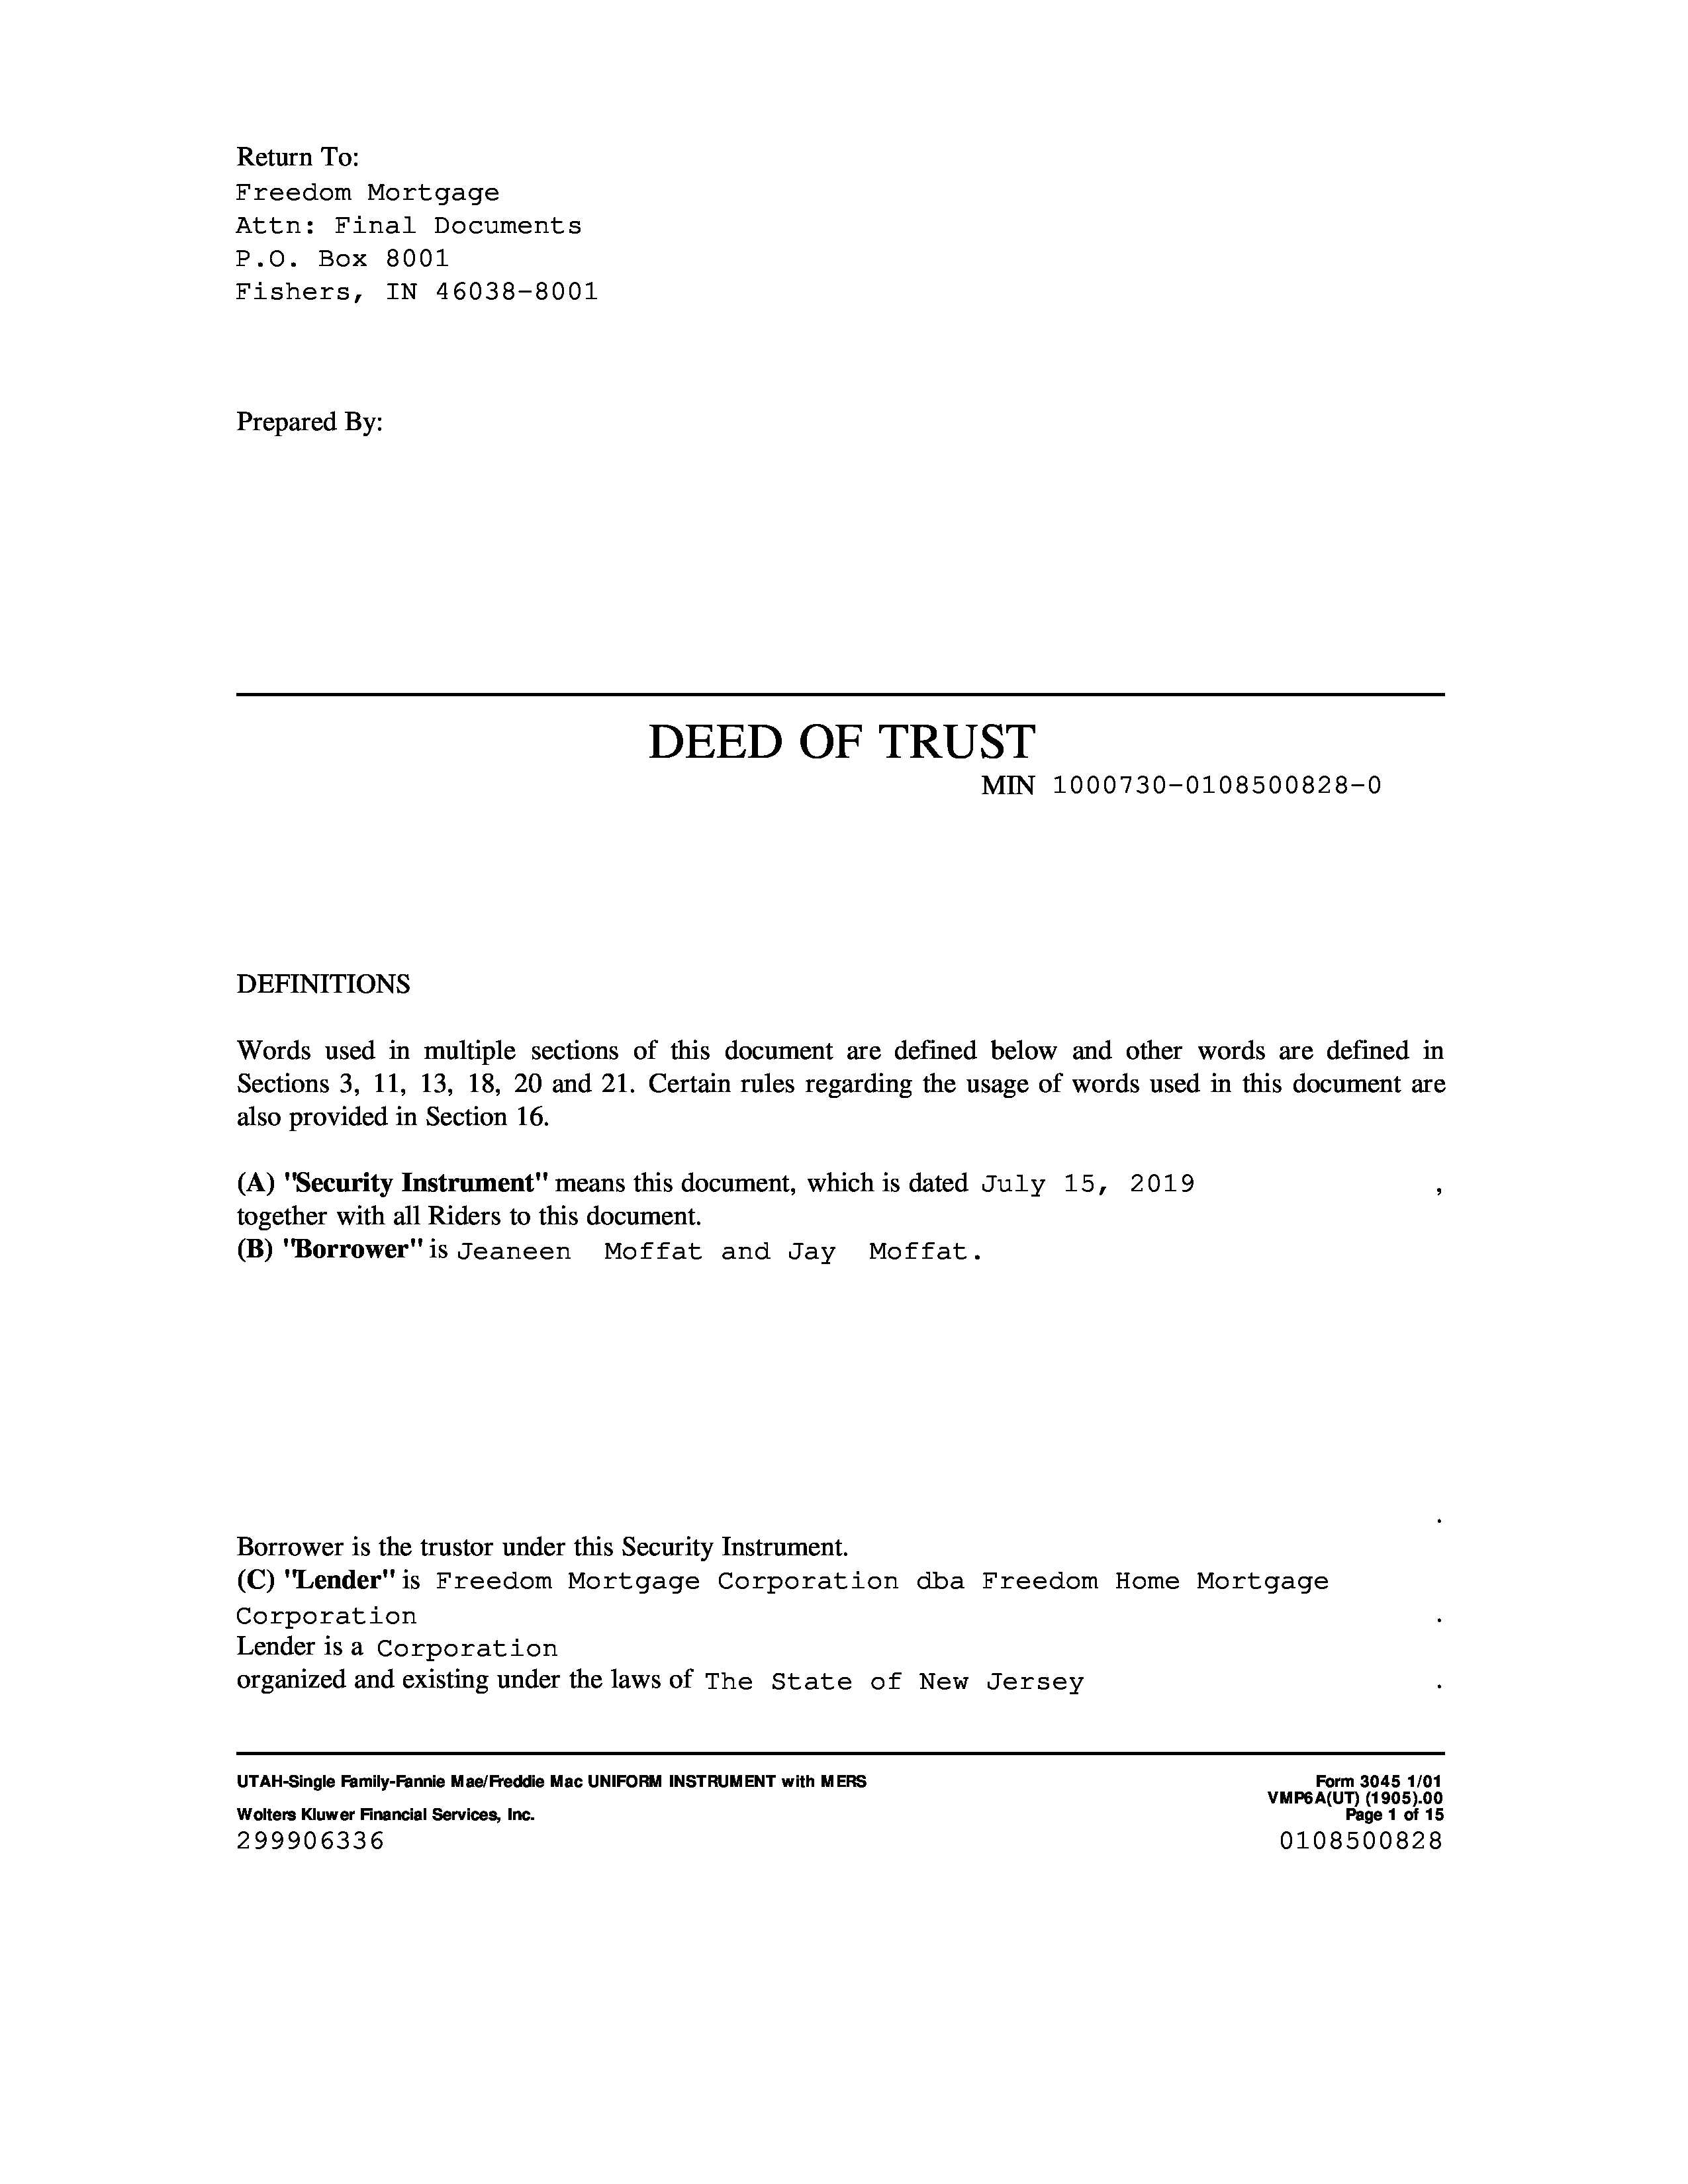 Return To:
Freedom Mortgage
Attn: Final Documents
P.O. Box 8001
Fishers, IN 46038-8001
Prepared By:
DEED OF TRUST
MIN 1000730-0108500828-0
DEFINITIONS
Words used in multiple sections of this document are defined below and other words are defined in
Sections 3, 11, 13, 18, 20 and 21. Certain rules regarding the usage of words used in this document are
also provided in Section 16.
(A) "Security Instrument" means this document, which is dated July 15, 2019 ,
together with all Riders to this document.
(B) "Borrower" is Jeaneen Moffat and Jay Moffat.
.
Borrower is the trustor under this Security Instrument.
(C) "Lender" is Freedom Mortgage Corporation dba Freedom Home Mortgage
Corporation .
Lender is a Corporation
organized and existing under the laws of The State of New Jersey .
UTAH-Single Family-Fannie Mae/Freddie Mac UNIFORM INSTRUMENT with MERS Form 3045 1/01
VMP6A(UT) (1905).00
Wolters Kluwer Financial Services, Inc. Page 1 of 15
299906336 0108500828